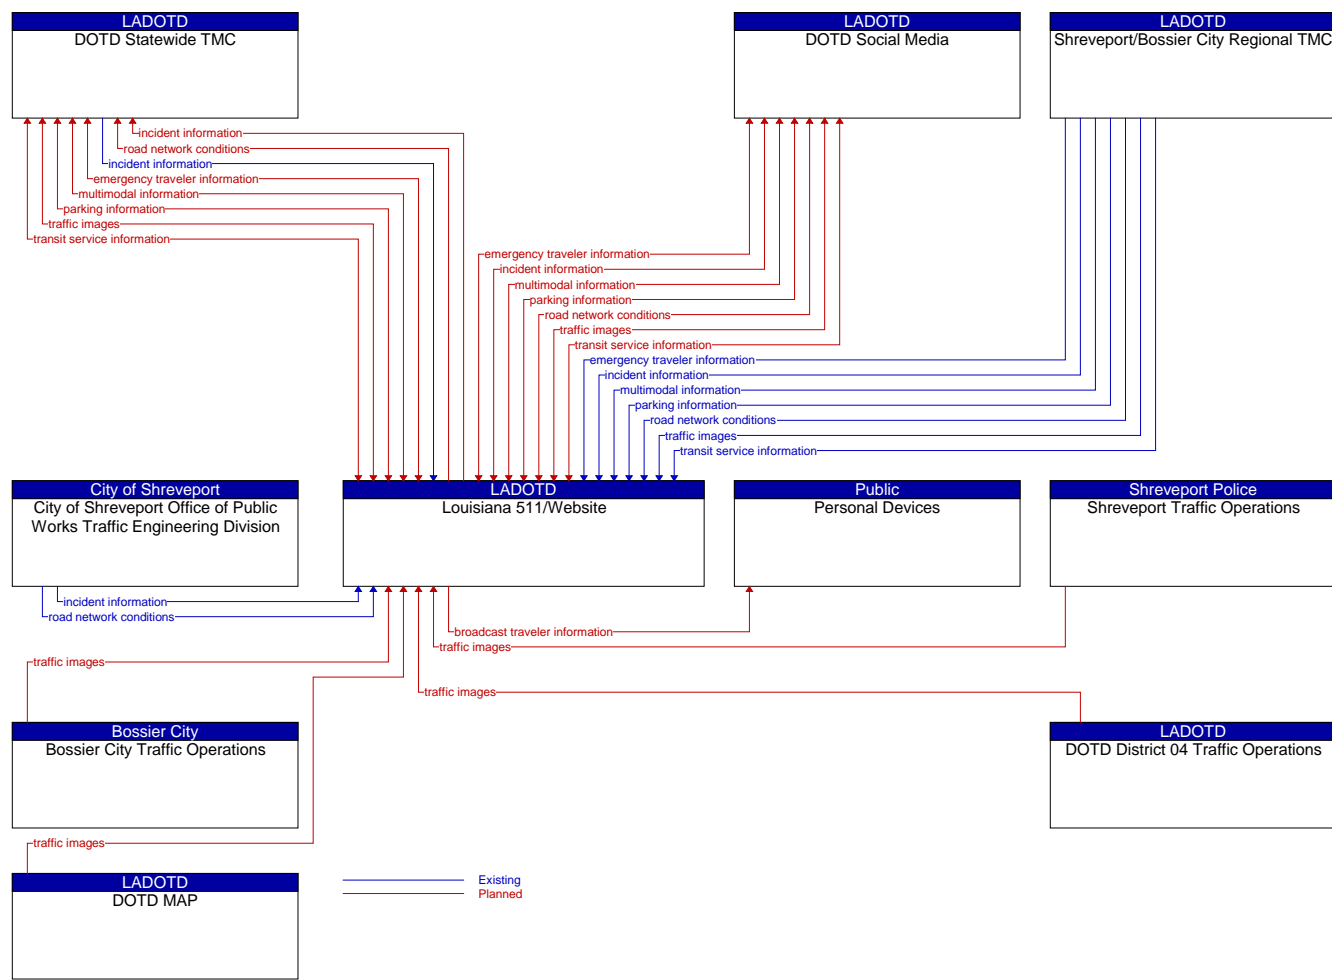 LADOTD
DOTD Statewide TMC
LADOTD
DOTD Social Media
LADOTD
Shreveport/Bossier City Regional TMC
incident information
road network conditions
incident information
emergency traveler information
multimodal information
parking information
traffic images
transit service information
emergency traveler information
incident information
multimodal information
parking information
road network conditions
traffic images
transit service information
emergency traveler information
incident information
multimodal information
parking information
road network conditions
traffic images
transit service information
City of Shreveport
City of Shreveport Office of Public
Works Traffic Engineering Division
LADOTD
Louisiana 511/Website
Public
Personal Devices
Shreveport Police
Shreveport Traffic Operations
incident information
road network conditions
broadcast traveler information
traffic images
traffic images
traffic images
Bossier City
Bossier City Traffic Operations
LADOTD
DOTD District 04 Traffic Operations
traffic images
LADOTD
DOTD MAP
Existing
Planned